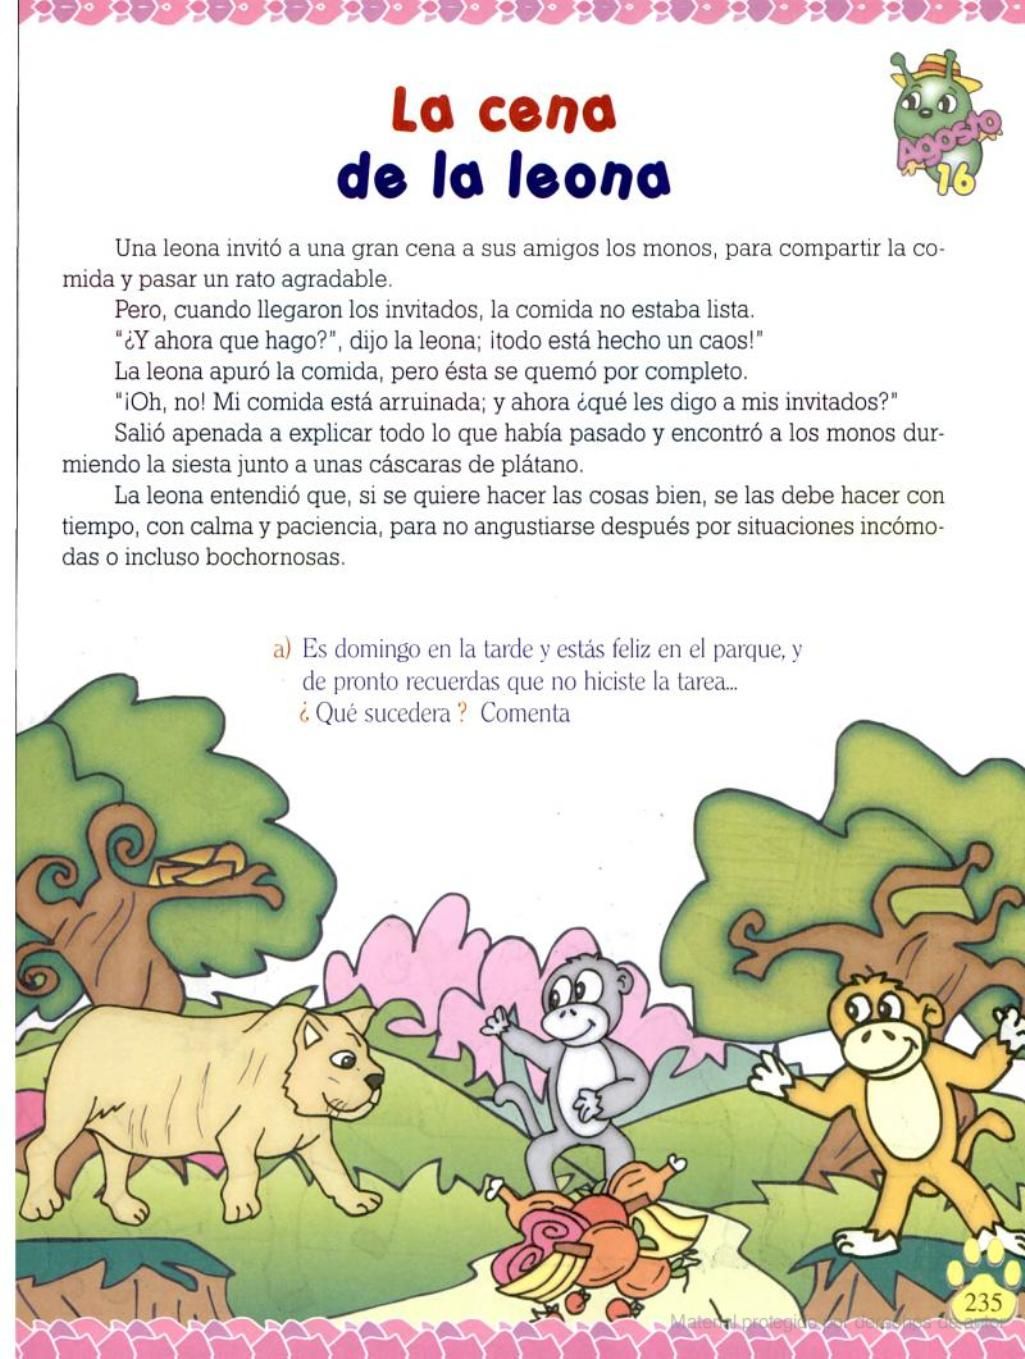 La cena
de la leona
Agosto
16
Una leona invitó a una gran cena a sus amigos los monos, para compartir la co-
mida y pasar un rato agradable.
Pero, cuando llegaron los invitados, la comida no estaba lista.
"¿Y ahora que hago?", dijo la leona; ¡todo está hecho un caos!"
La leona apuró la comida, pero ésta se quemó por completo.
"¡Oh, no! Mi comida está arruinada; y ahora ¿qué les digo a mis invitados?"
Salió apenada a explicar todo lo que había pasado y encontró a los monos dur-
miendo la siesta junto a unas cáscaras de plátano.
La leona entendió que, si se quiere hacer las cosas bien, se las debe hacer con
tiempo, con calma y paciencia, para no angustiarse después por situaciones incómo-
das o incluso bochornosas.
a) Es domingo en la tarde y estás feliz en el parque, y
de pronto recuerdas que no hiciste la tarea...
¿ Qué sucedera ? Comenta
235
Material protegido por derechos de autor